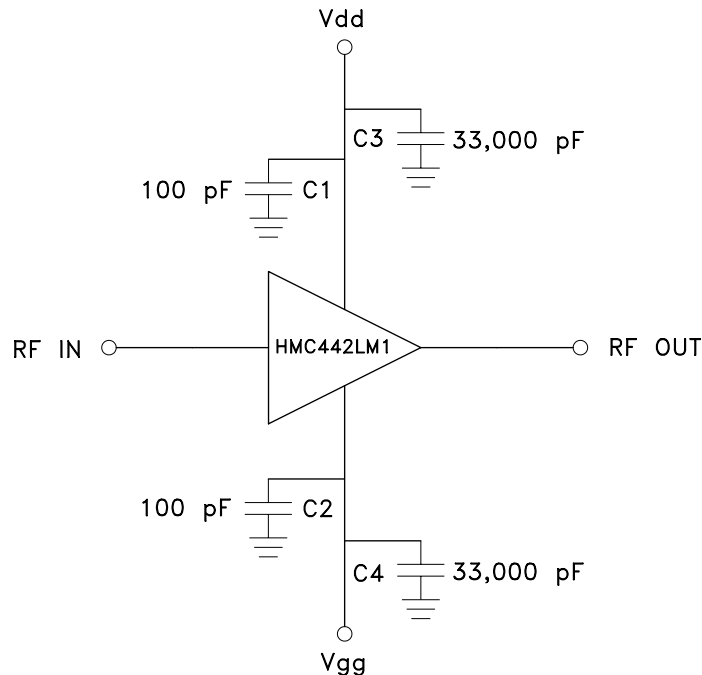 Vdd
C3 33,000 pF
100 pF C1
RF IN HMC442LM1 RF OUT
100 pF C2
C4 33,000 pF
Vgg